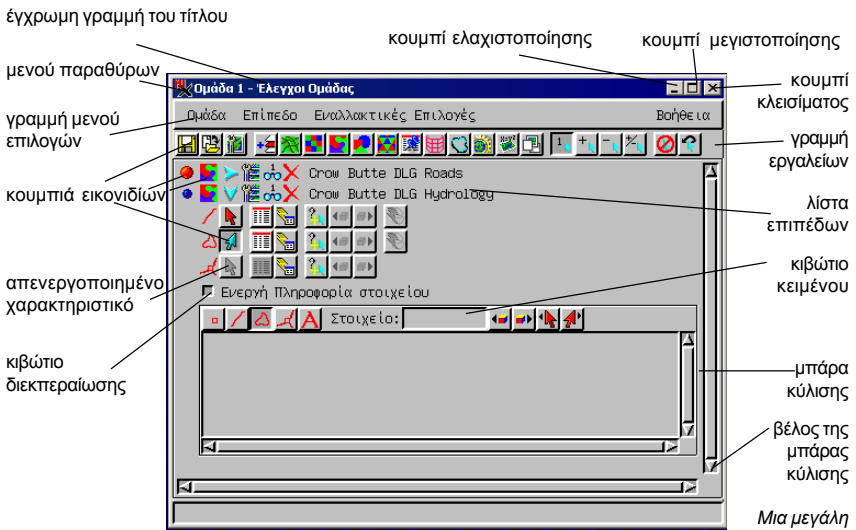 έγχρωμη γραμμή του τίτλου
κουμπί ελαχιστοποίησης
κουμπί μεγιστοποίησης
μενού παραθύρων
Ομάδα 1 - Έλεγχοι Ομάδας
κουμπί
κλεισίματος
γραμμή μενού
επιλογών
Ομάδα Επίπεδο Εναλλακτικές Επιλογές Βοήθεια
γραμμή
εργαλείων
κουμπιά εικονιδίων
Crow Butte DLG Roads
Crow Butte DLG Hydrology
λίστα
επιπέδων
απενεργοποιημένο
χαρακτηριστικό
κιβώτιο
κειμένου
Ενεργή Πληροφορία στοιχείου
Στοιχείο:
κιβώτιο
διεκπεραίωσης
μπάρα
κύλισης
βέλος της
μπάρας
κύλισης
Μια μεγάλη